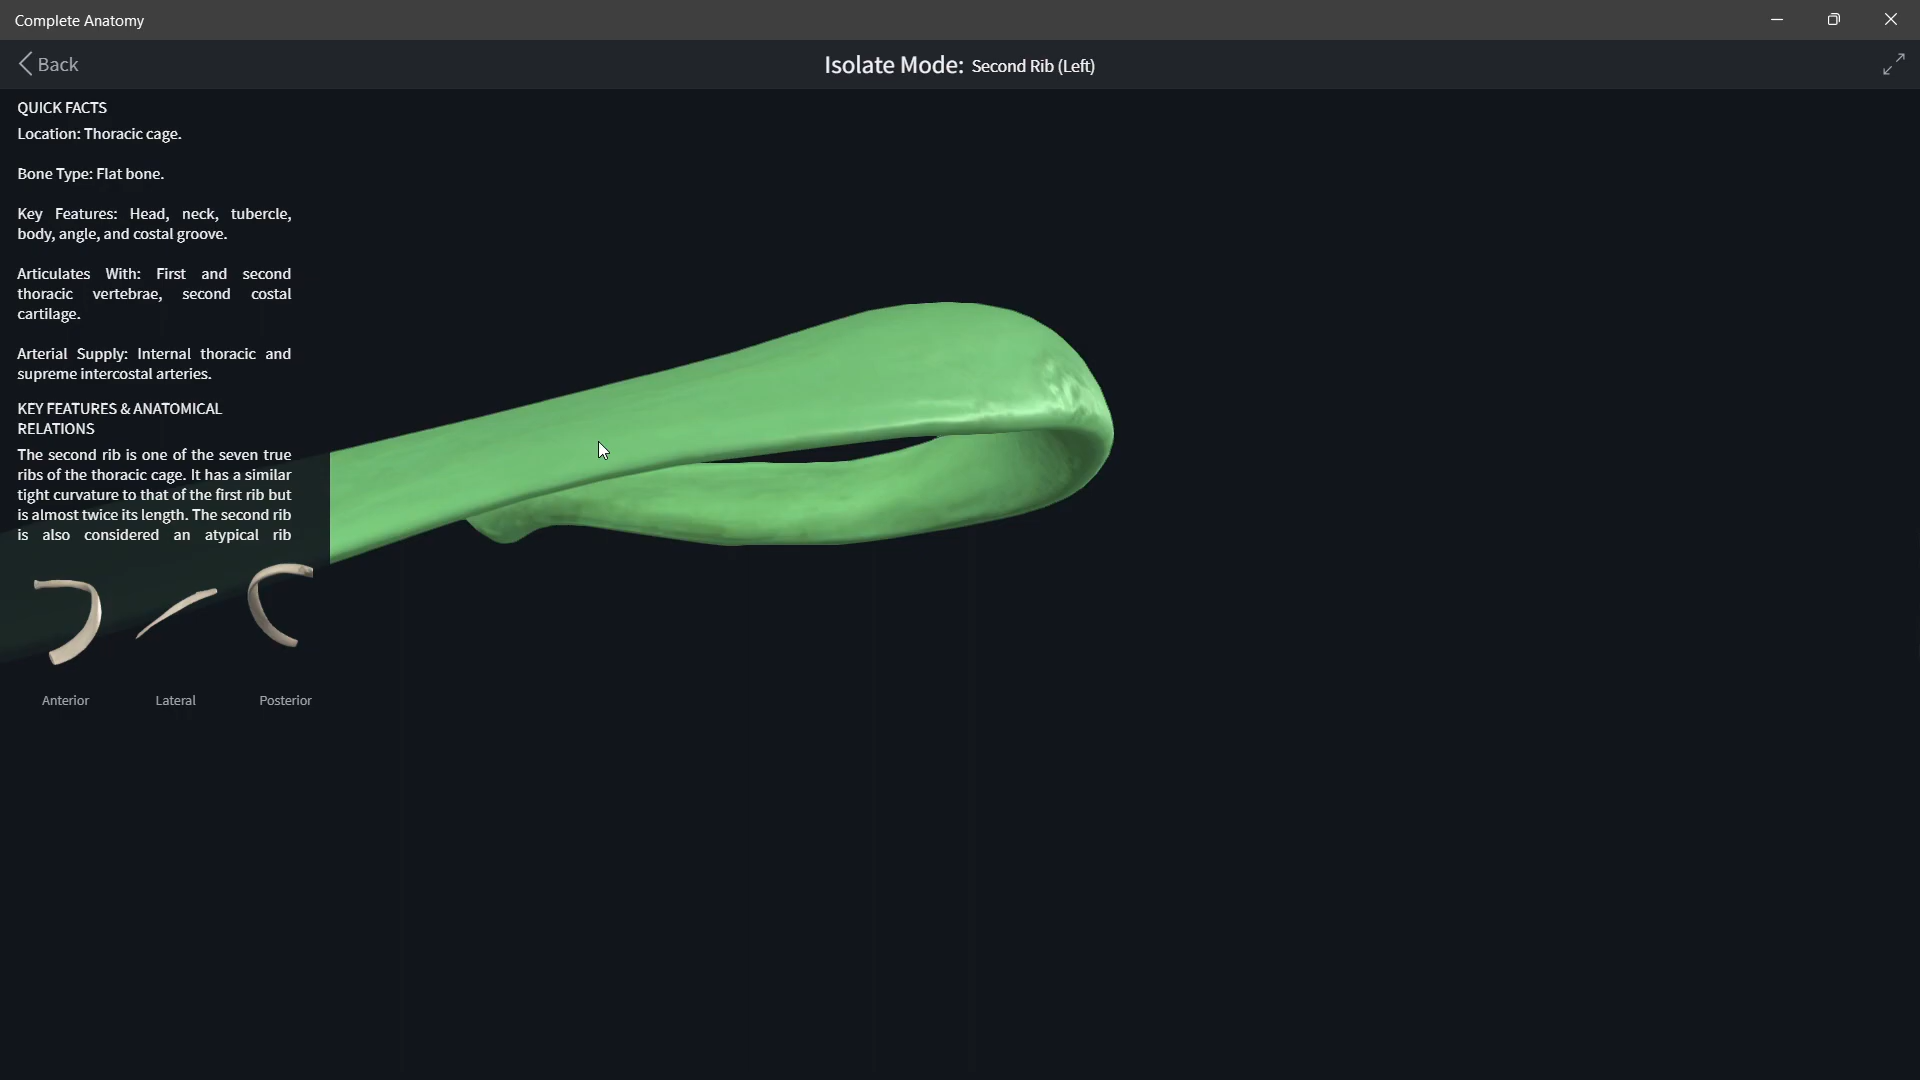 Complete Anatomy
Back
Isolate Mode: Second Rib (Left)
QUICK FACTS
Location: Thoracic cage.
Bone Type: Flat bone.
Key Features: Head, neck, tubercle,
body, angle, and costal groove.
Articulates With: First and second
thoracic vertebrae, second costal
cartilage.
Arterial Supply: Internal thoracic and
supreme intercostal arteries.
KEY FEATURES & ANATOMICAL
RELATIONS
The second rib is one of the seven true
ribs of the thoracic cage. It has a similar
tight curvature to that of the first rib but
is almost twice its length. The second rib
is also considered an atypical rib
Anterior
Lateral
Posterior